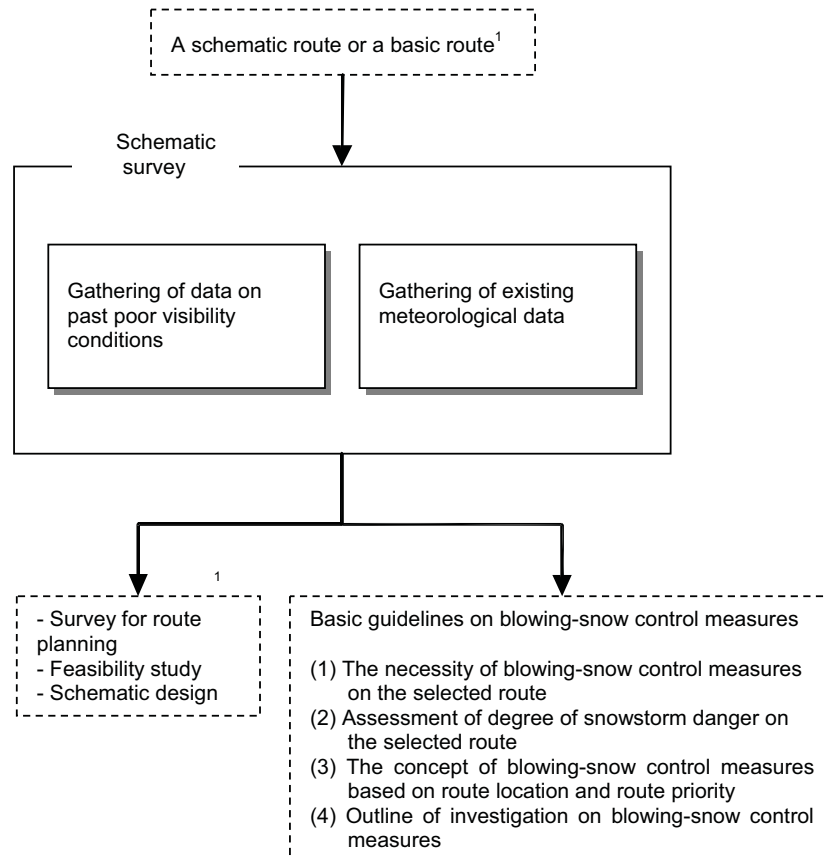 A schematic route or a basic route¹
Schematic
survey
Gathering of data on
past poor visibility
conditions
Gathering of existing
meteorological data
1
- Survey for route
planning
- Feasibility study
- Schematic design
Basic guidelines on blowing-snow control measures
(1) The necessity of blowing-snow control measures
on the selected route
(2) Assessment of degree of snowstorm danger on
the selected route
(3) The concept of blowing-snow control measures
based on route location and route priority
(4) Outline of investigation on blowing-snow control
measures